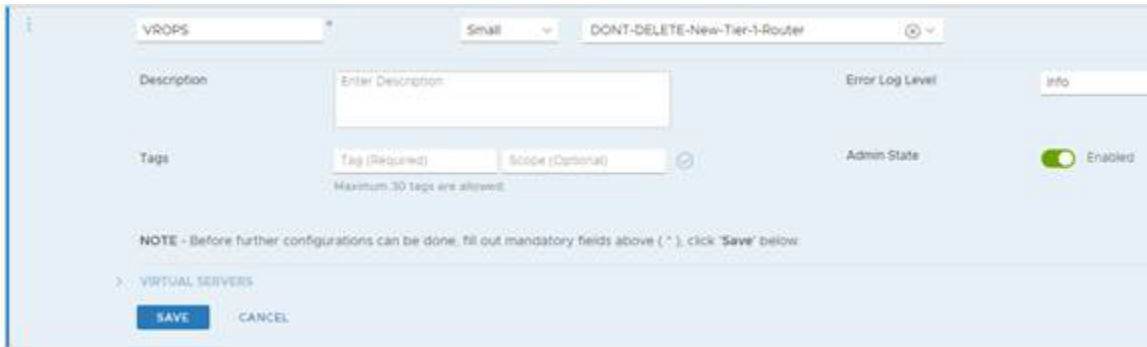 VROPS * Small DONT-DELETE-New-Tier-1-Router
Description Enter Description Error Log Level Info
Tags Tag (Required) Scope (Optional) Admin State Enabled
Maximum 30 tags are allowed.
NOTE - Before further configurations can be done, fill out mandatory fields above ( * ), click 'Save' below.
VIRTUAL SERVERS
SAVE CANCEL